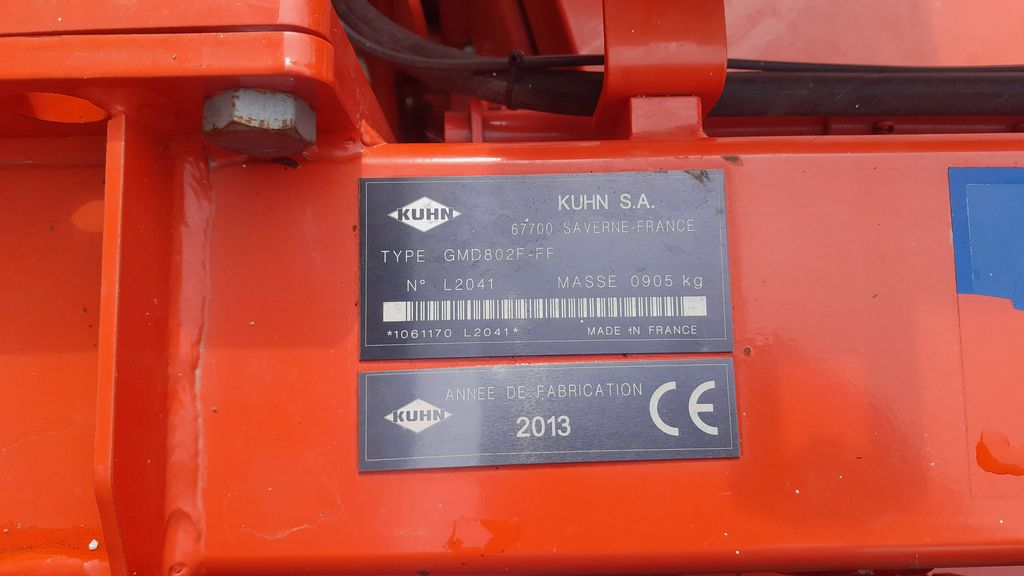 KUHN
KUHN S.A.
67700 SAVERNE-FRANCE
TYPE GMD802F-FF
N° L2041 MASSE 0905 kg
*1061170 L2041* MADE IN FRANCE
KUHN
ANNEE DE FABRICATION
2013
CE